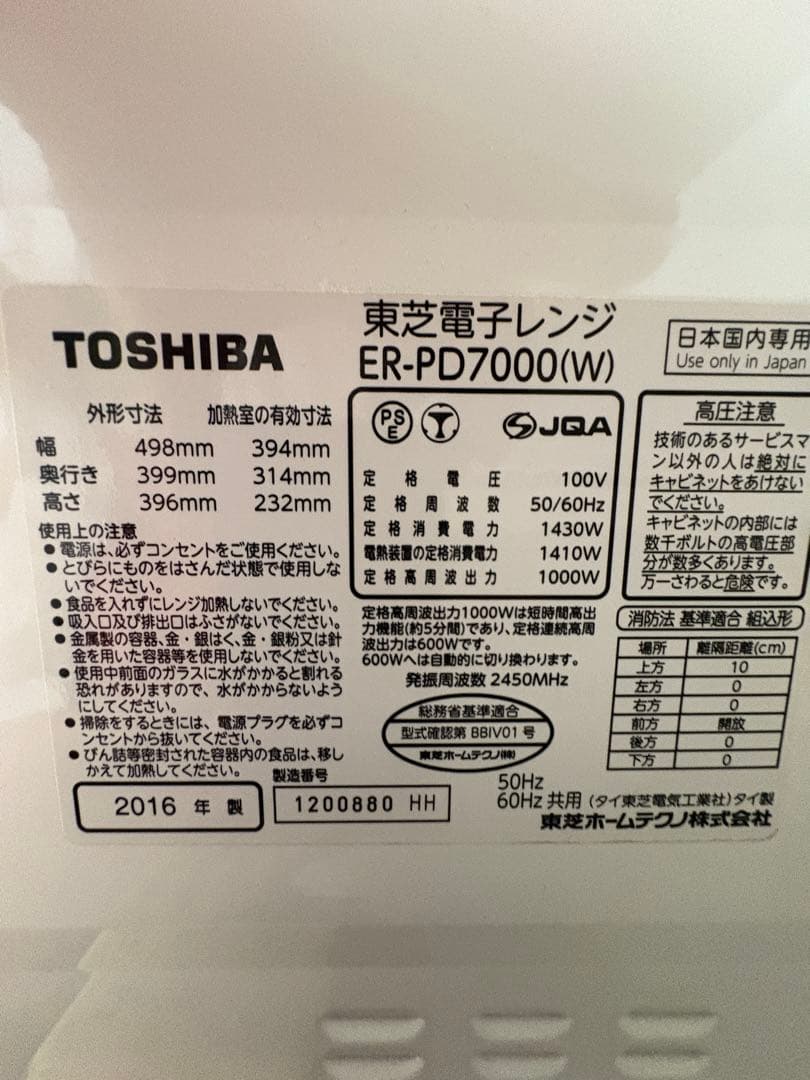 TOSHIBA
東芝電子レンジ
ER-PD7000(W)
日本国内専用
Use only in Japan
外形寸法 加熱室の有効寸法
幅 498mm 394mm
奥行き 399mm 314mm
高さ 396mm 232mm
使用上の注意
●電源は、必ずコンセントをご使用ください。
●とびらにものをはさんだ状態で使用しな
いでください。
●食品を入れずにレンジ加熱しないでください。
●吸入口及び排出口はふさがないでください。
●金属製の容器、金・銀はく、金・銀粉又は針
金を用いた容器等を使用しないでください。
●使用中前面のガラスに水がかかると割れる
恐れがありますので、水がかからないよう
にしてください。
●掃除をするときには、電源プラグを必ずコ
ンセントから抜いてください。
●びん詰等密封された容器内の食品は、移し
かえて加熱してください。
製造番号
2016 年 製
1200880 HH
PS
E
JQA
定格電圧 100V
定格周波数 50/60Hz
定格消費電力 1430W
電熱装置の定格消費電力 1410W
定格高周波出力 1000W
定格高周波出力1000Wは短時間高出
力機能(約5分間)であり、定格連続高周
波出力は600Wです。
600Wへは自動的に切り換わります。
発振周波数 2450MHz
総務省基準適合
型式確認第 BBIV01 号
東芝ホームテクノ(株)
高圧注意
技術のあるサービスマ
ン以外の人は絶対に
キャビネットをあけない
でください。
キャビネットの内部には
数千ボルトの高電圧部
分が数多くあります。
万一さわると危険です。
消防法 基準適合 組込形
場所 離隔距離(cm)
上方 10
左方 0
右方 0
前方 開放
後方 0
下方 0
50Hz
60Hz 共用 (タイ東芝電気工業社)タイ製
東芝ホームテクノ株式会社